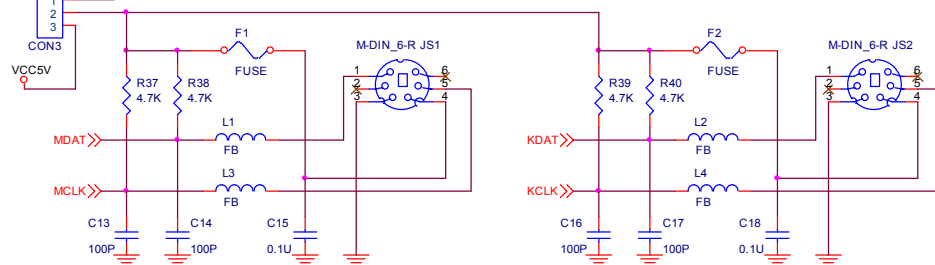 1
2
3
CON3
VCC5V
F1
FUSE
M-DIN_6-R JS1
F2
FUSE
M-DIN_6-R JS2
R37
4.7K
R38
4.7K
1
2
3
6
5
4
R39
4.7K
R40
4.7K
1
2
3
6
5
4
MDAT
L1
FB
KDAT
L2
FB
MCLK
L3
FB
KCLK
L4
FB
C13
100P
C14
100P
C15
0.1U
C16
100P
C17
100P
C18
0.1U